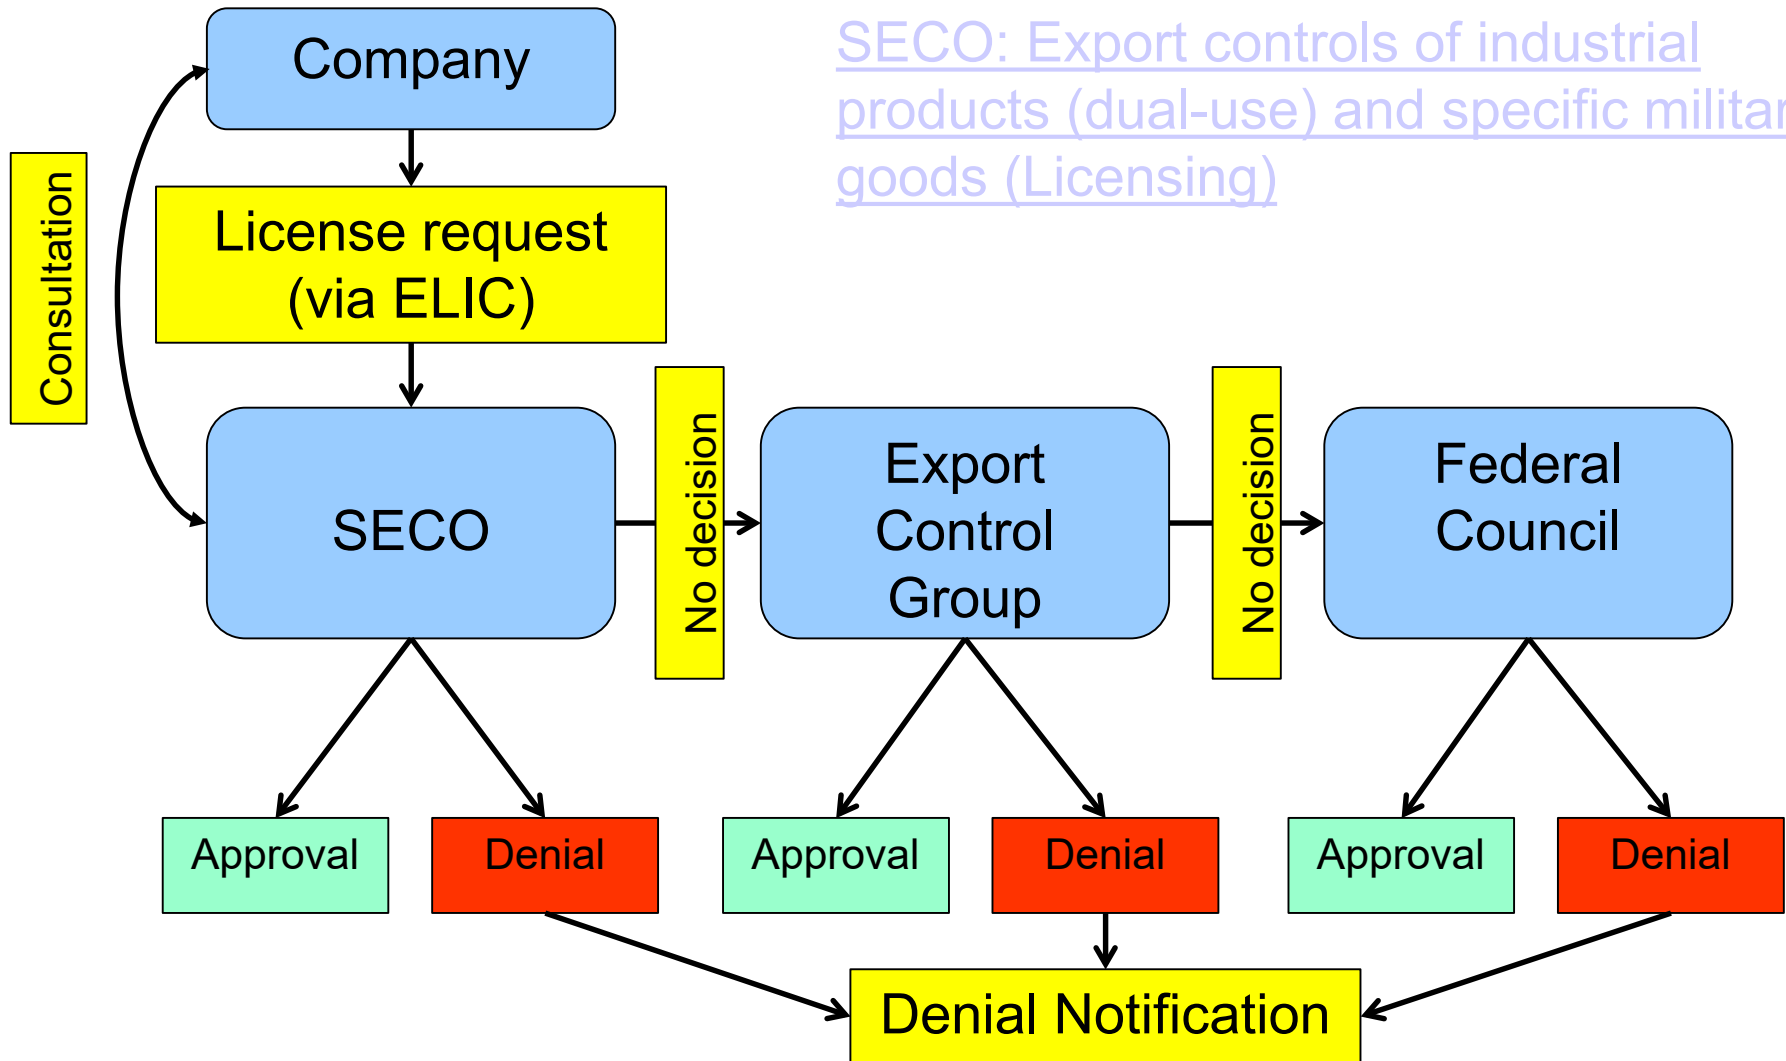 Company
SECO: Export controls of industrial
products (dual-use) and specific militar
goods (Licensing)
Consultation
License request
(via ELIC)
SECO
No decision
Export
Control
Group
No decision
Federal
Council
Approval
Denial
Approval
Denial
Approval
Denial
Denial Notification